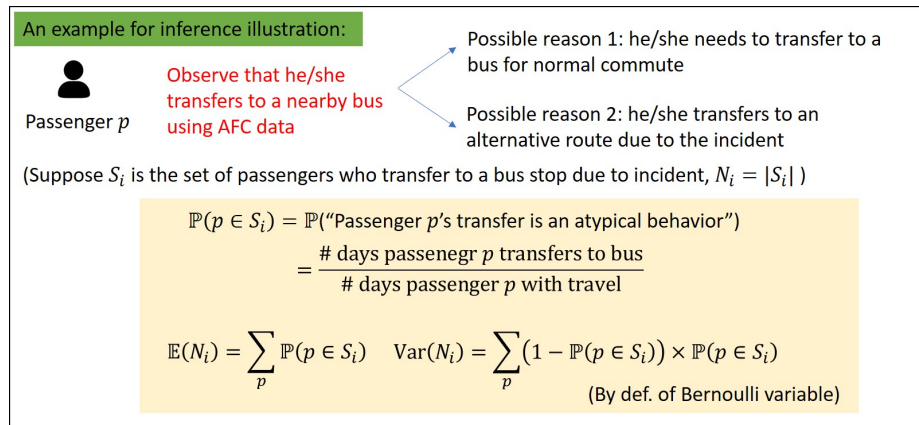 An example for inference illustration:
Passenger p
Observe that he/she
transfers to a nearby bus
using AFC data
Possible reason 1: he/she needs to transfer to a
bus for normal commute
Possible reason 2: he/she transfers to an
alternative route due to the incident
(Suppose S_i is the set of passengers who transfer to a bus stop due to incident, N_i = |S_i| )
ℙ(p ∈ S_i) = ℙ(“Passenger p’s transfer is an atypical behavior”)
= # days passenegr p transfers to bus
# days passenger p with travel
𝔼(N_i) = ∑_p ℙ(p ∈ S_i) Var(N_i) = ∑_p (1 − ℙ(p ∈ S_i)) × ℙ(p ∈ S_i)
(By def. of Bernoulli variable)